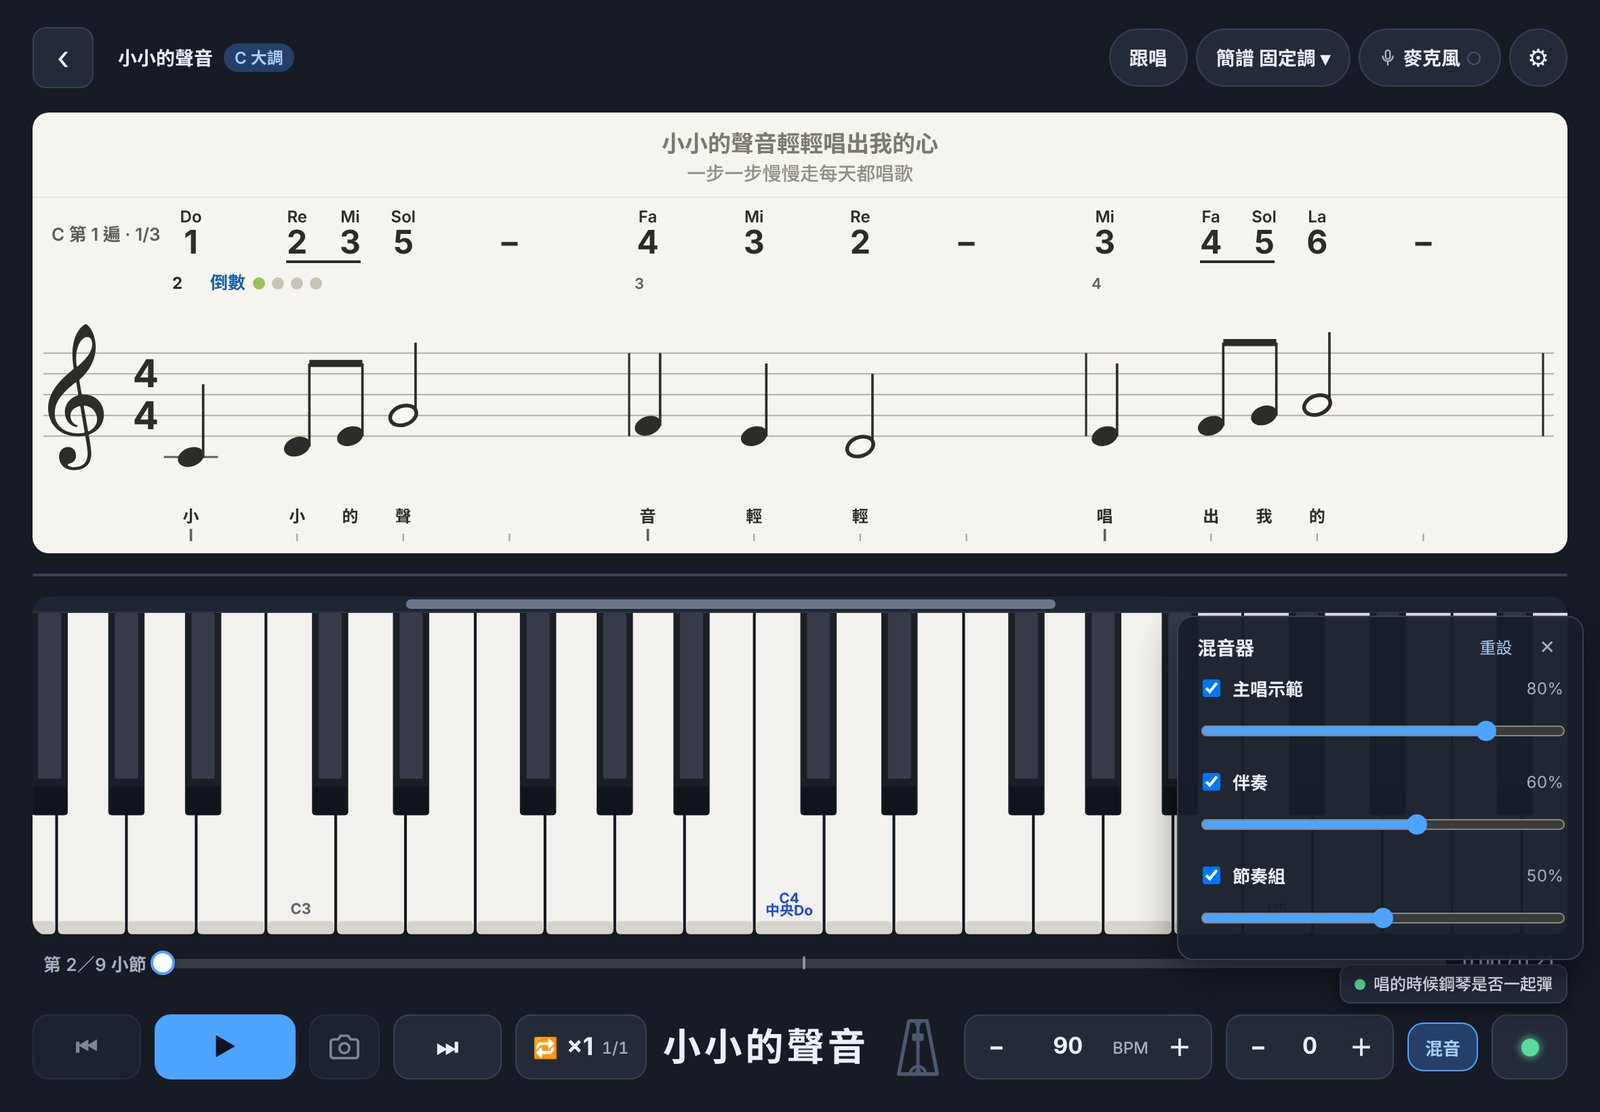 小小的聲音 C 大調 跟唱 簡譜 固定調 ▾ 麥克風
小小的聲音輕輕唱出我的心
一步一步慢慢走每天都唱歌
Do Re Mi Sol Fa Mi Re Mi Fa Sol La
C 第 1 遍 · 1/3 1 2 3 5 – 4 3 2 – 3 4 5 6 –
2 倒數 3 4
4
4
小 小 的 聲 音 輕 輕 唱 出 我 的
混音器 重設 ✕
主唱示範 80%
伴奏 60%
節奏組 50%
C3
C4
中央Do
第 2／9 小節
唱的時候鋼琴是否一起彈
🔁 ×1 1/1 小小的聲音 – 90 BPM + – 0 + 混音